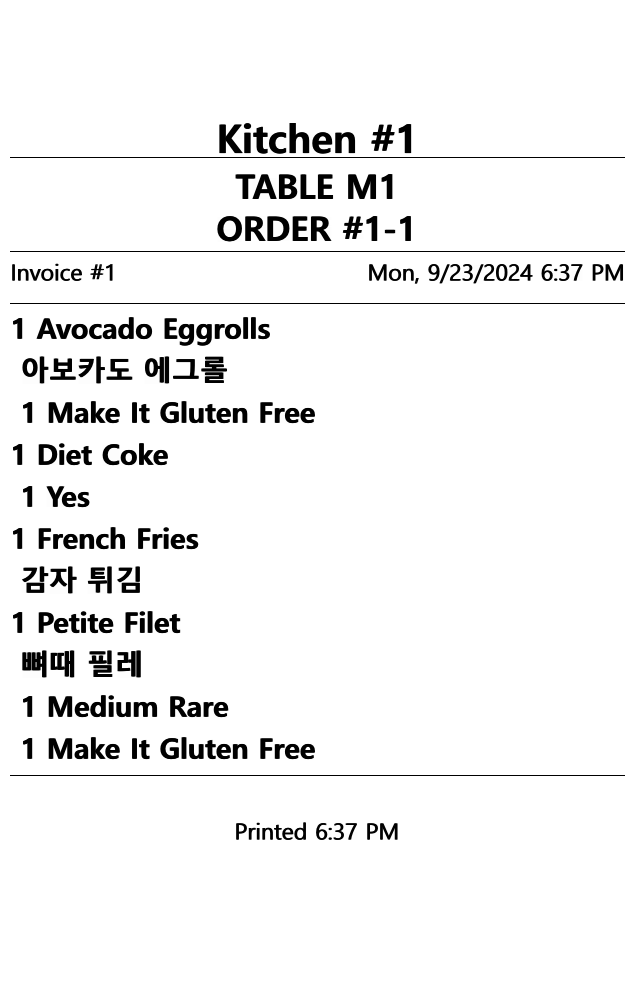 Kitchen #1
TABLE M1
ORDER #1-1
Invoice #1 Mon, 9/23/2024 6:37 PM
1 Avocado Eggrolls
아보카도 에그롤
1 Make It Gluten Free
1 Diet Coke
1 Yes
1 French Fries
감자 튀김
1 Petite Filet
뼈때 필레
1 Medium Rare
1 Make It Gluten Free
Printed 6:37 PM